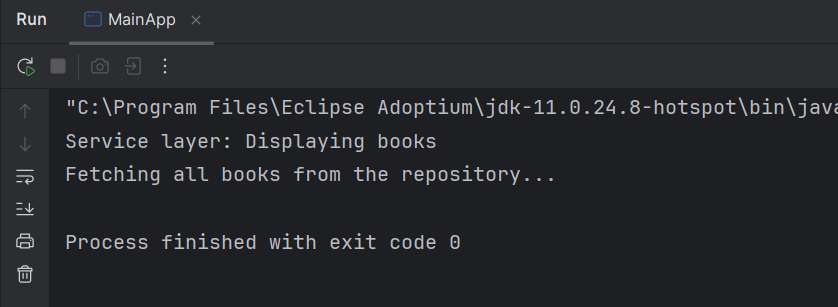 Run MainApp
"C:\Program Files\Eclipse Adoptium\jdk-11.0.24.8-hotspot\bin\java
Service layer: Displaying books
Fetching all books from the repository...
Process finished with exit code 0